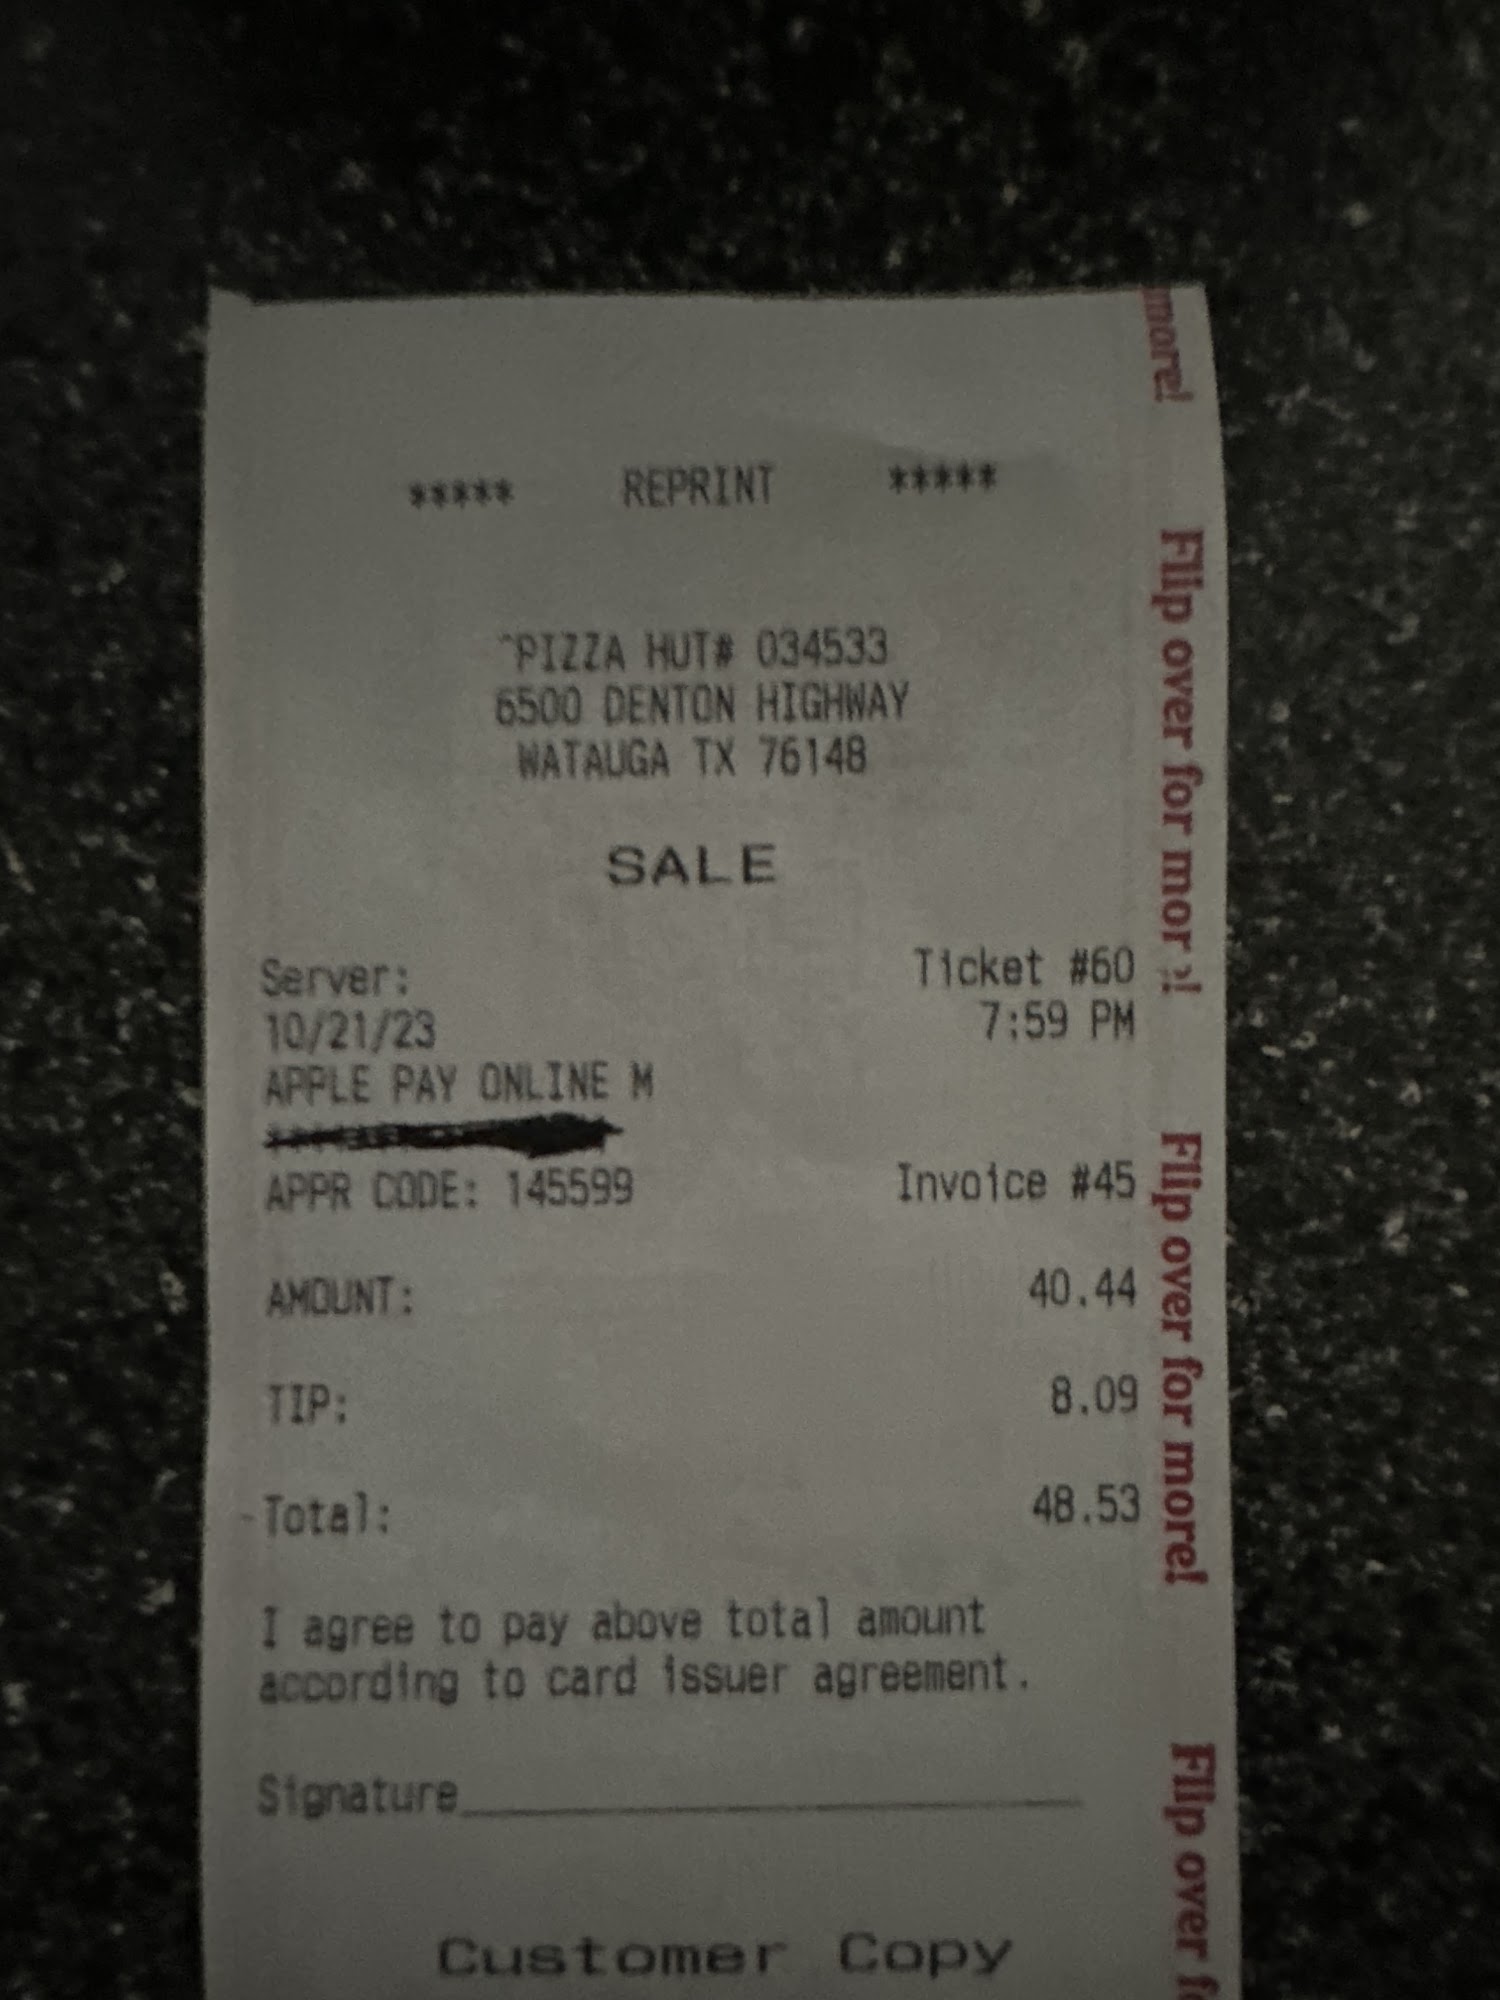 ***** REPRINT *****
^PIZZA HUT# 034533
6500 DENTON HIGHWAY
WATAUGA TX 76148
SALE
Server: Ticket #60
10/21/23 7:59 PM
APPLE PAY ONLINE M
APPR CODE: 145599 Invoice #45
AMOUNT: 40.44
TIP: 8.09
Total: 48.53
I agree to pay above total amount
according to card issuer agreement.
Signature
Customer Copy
more!
Flip over for mor !
Flip over for more!
Flip over